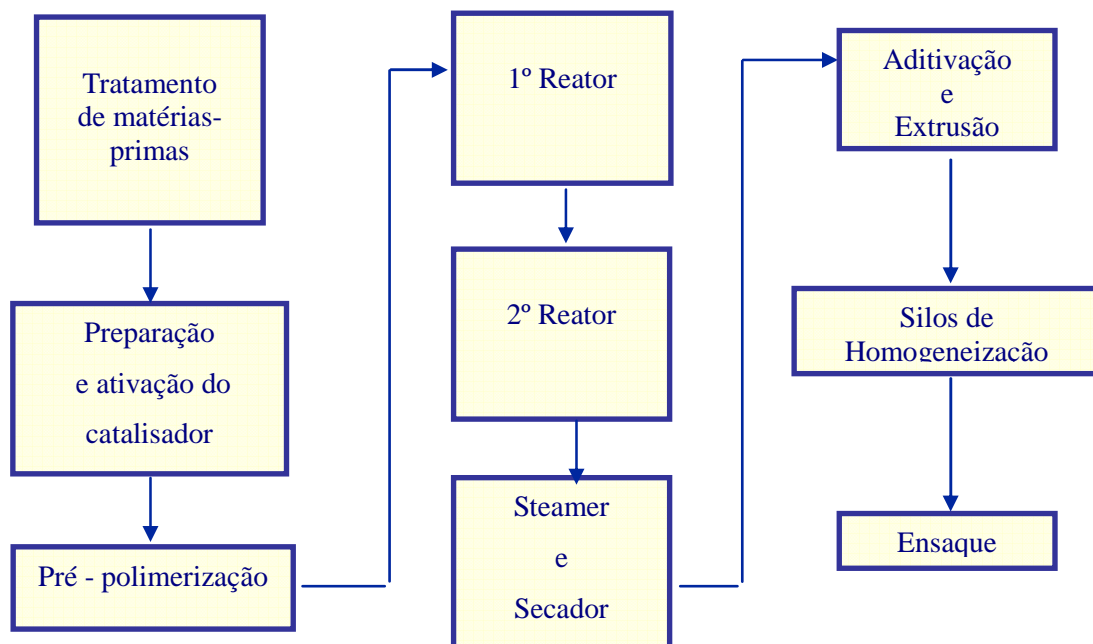 Tratamento
de matérias-
primas
Preparação
e ativação do
catalisador
Pré - polimerização
1º Reator
2º Reator
Steamer
e
Secador
Aditivação
e
Extrusão
Silos de
Homogeneização
Ensaque